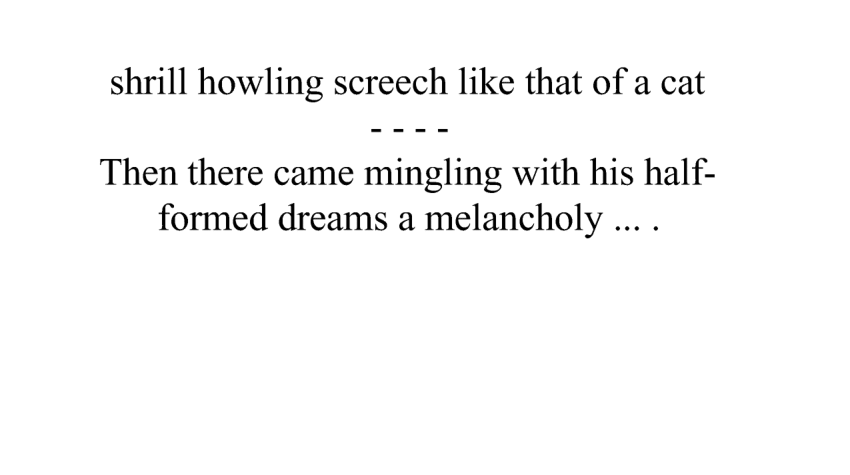 shrill howling screech like that of a cat
- - - -
Then there came mingling with his half-
formed dreams a melancholy ... .